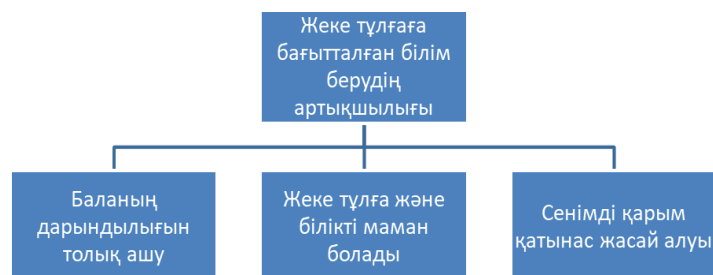 Жеке тұлғаға
бағытталған білім
берудің
артықшылығы
Баланың
дарындылығын
толық ашу
Жеке тұлға және
білікті маман
болады
Сенімді қарым
қатынас жасай алуы